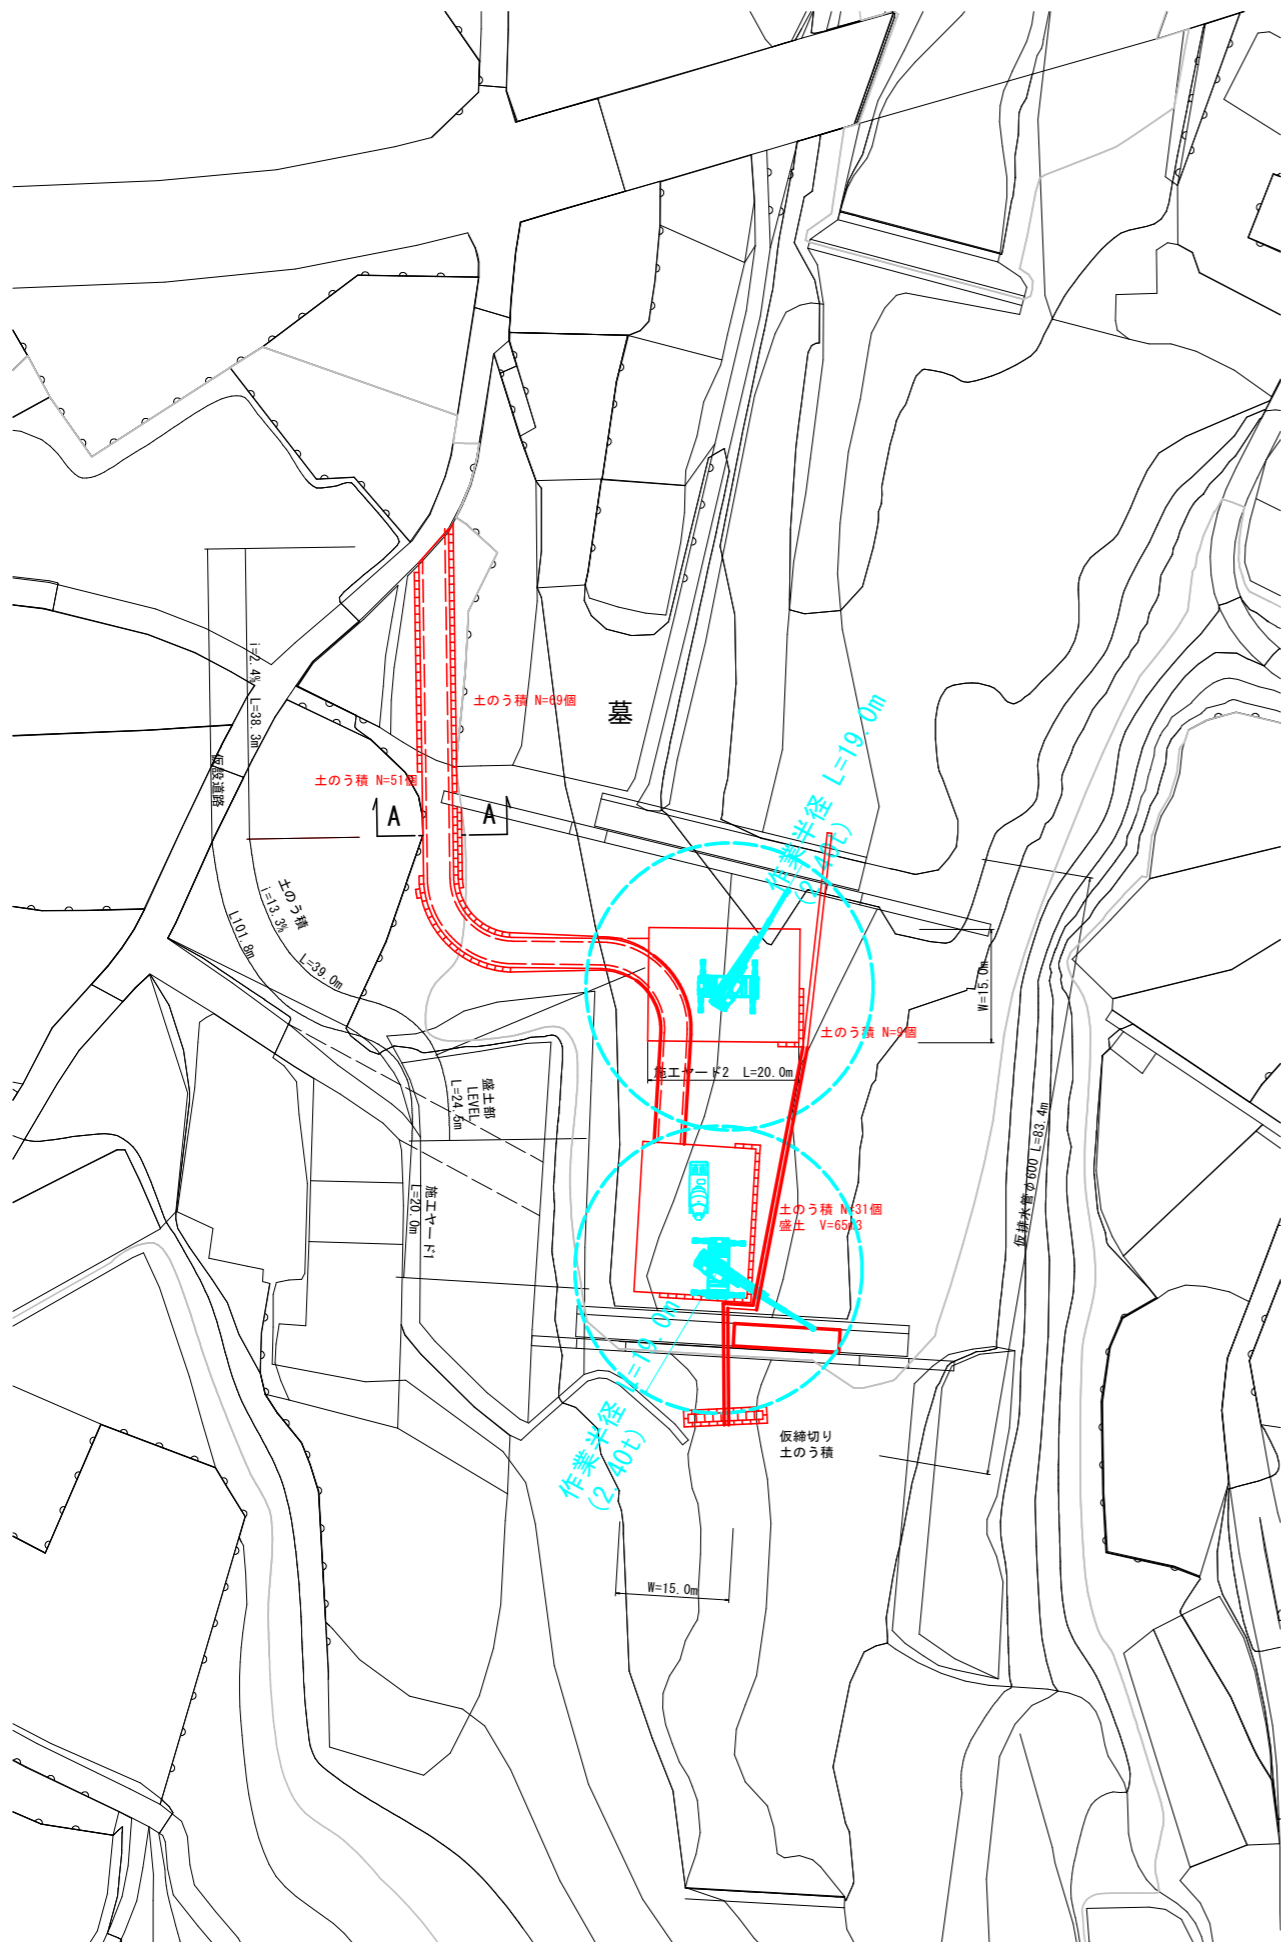 土のう積 N=69個
墓
i=2.4% L=38.3m
仮設道路
土のう積 N=51個
A
A
作業半径 L=19.0m
(2.40t)
土のう積
i=13.3%
L101.8m
L=39.0m
W=15.0m
土のう積 N=9個
施工ヤード2 L=20.0m
盛土部
LEVEL
L=24.5m
仮排水管φ600 L=83.4m
施工ヤード1
L=20.0m
土のう積 N=31個
盛土 V=65m3
作業半径 L=19.0m
(2.40t)
仮締切り
土のう積
W=15.0m